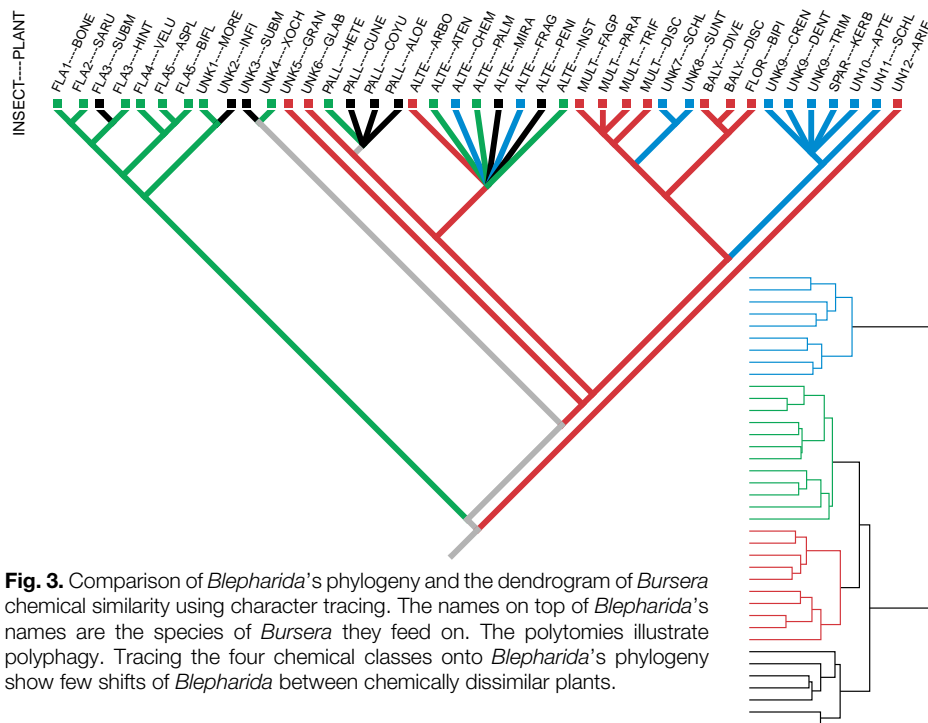 INSECT----PLANT
FLA1---BONE
FLA2---SARU
FLA3---SUBM
FLA3---HINT
FLA4---VELU
FLA5---ASPL
FLA5---BIFL
UNK1---MORE
UNK2---INFI
UNK3---SUBM
UNK4---XOCH
UNK5---GRAN
UNK6---GLAB
PALL---HETE
PALL---CUNE
PALL---COYU
PALL---ALOE
ALTE---ARBO
ALTE---ATEN
ALTE---CHEM
ALTE---PALM
ALTE---MIRA
ALTE---FRAG
ALTE---PENI
ALTE---INST
MULT---FAGP
MULT---PARA
MULT---TRIF
MULT---DISC
UNK7---SCHL
UNK8---SUNT
BALY---DIVE
BALY---DISC
FLOR---BIPI
UNK9---CREN
UNK9---DENT
UNK9---TRIM
SPAR---KERB
UN10---APTE
UN11---SCHL
UN12---ARIF
Fig. 3. Comparison of Blepharida's phylogeny and the dendrogram of Bursera
chemical similarity using character tracing. The names on top of Blepharida's
names are the species of Bursera they feed on. The polytomies illustrate
polyphagy. Tracing the four chemical classes onto Blepharida's phylogeny
show few shifts of Blepharida between chemically dissimilar plants.